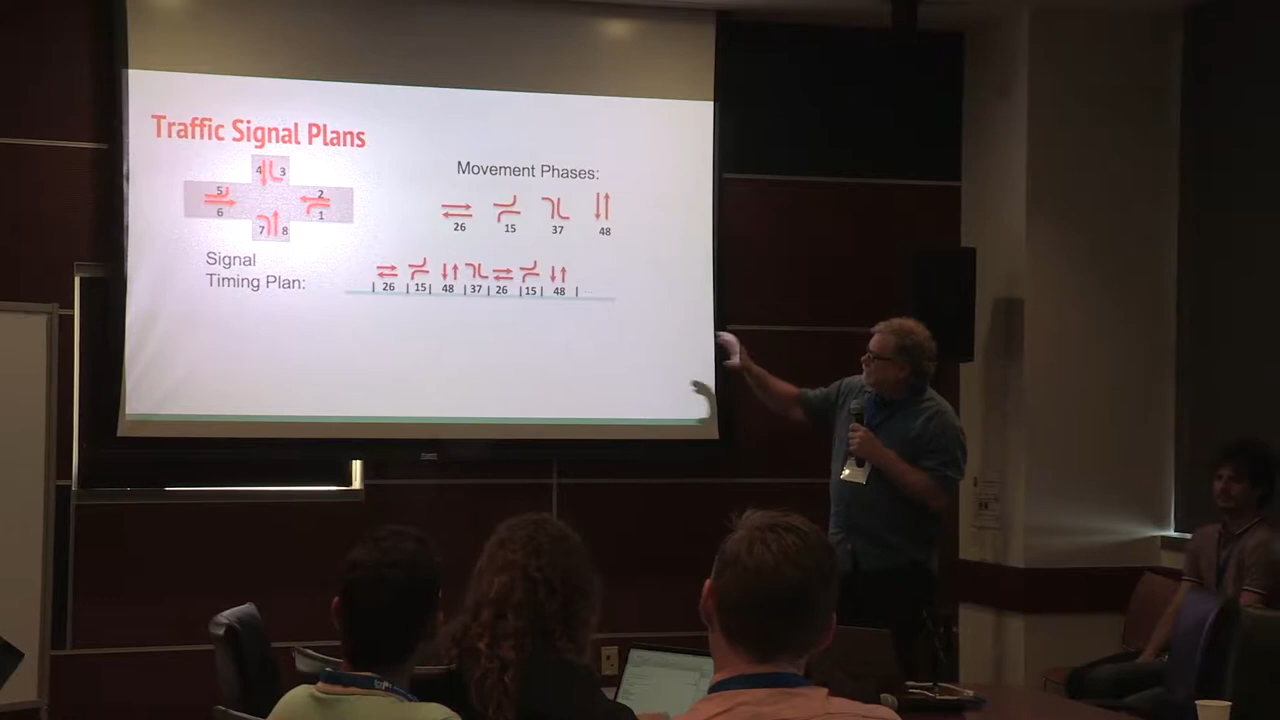 Traffic Signal Plans
4 3
5 2
6 1
7 8
Movement Phases:
26 15 37 48
Signal
Timing Plan:
| 26 | 15 | 48 | 37 | 26 | 15 | 48 |